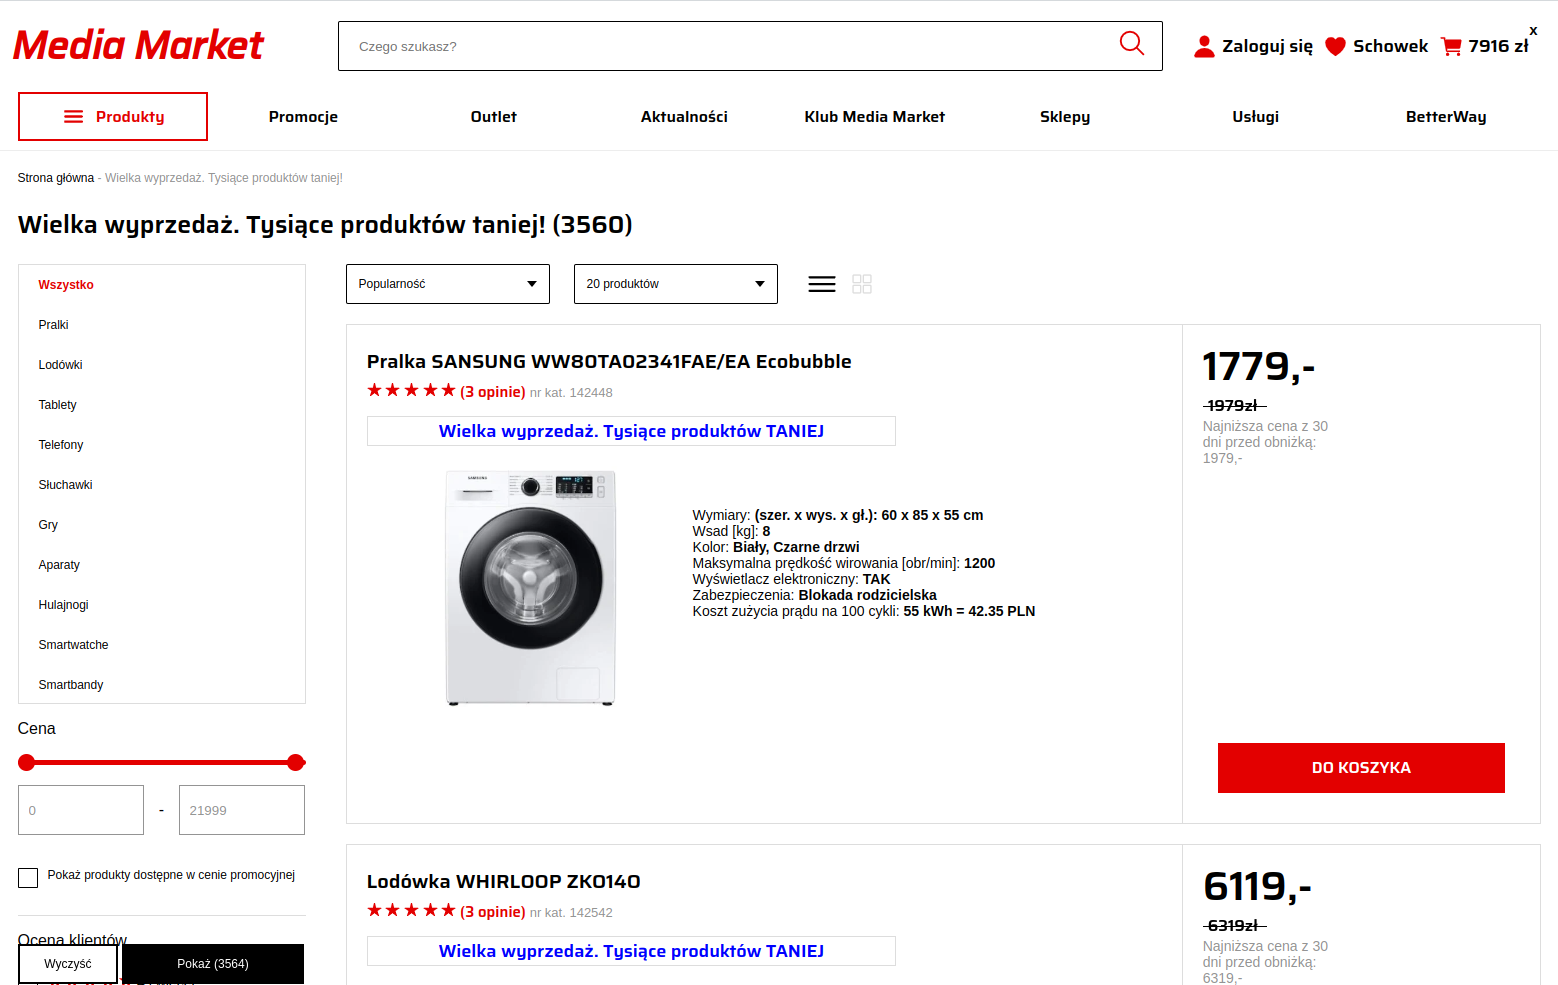 Media Market
Czego szukasz?
Zaloguj się
Schowek
7916 zł
x
Produkty
Promocje
Outlet
Aktualności
Klub Media Market
Sklepy
Usługi
BetterWay
Strona główna - Wielka wyprzedaż. Tysiące produktów taniej!
Wielka wyprzedaż. Tysiące produktów taniej! (3560)
Wszystko
Pralki
Lodówki
Tablety
Telefony
Słuchawki
Gry
Aparaty
Hulajnogi
Smartwatche
Smartbandy
Cena
0 - 21999
Pokaż produkty dostępne w cenie promocyjnej
Ocena klientów
Wyczyść
Pokaż (3564)
Popularność
20 produktów
Pralka SANSUNG WW80TA02341FAE/EA Ecobubble
(3 opinie) nr kat. 142448
Wielka wyprzedaż. Tysiące produktów TANIEJ
SAMSUNG
Wymiary: (szer. x wys. x gł.): 60 x 85 x 55 cm
Wsad [kg]: 8
Kolor: Biały, Czarne drzwi
Maksymalna prędkość wirowania [obr/min]: 1200
Wyświetlacz elektroniczny: TAK
Zabezpieczenia: Blokada rodzicielska
Koszt zużycia prądu na 100 cykli: 55 kWh = 42.35 PLN
1779,-
1979zł
Najniższa cena z 30
dni przed obniżką:
1979,-
DO KOSZYKA
Lodówka WHIRLOOP ZKO140
(3 opinie) nr kat. 142542
Wielka wyprzedaż. Tysiące produktów TANIEJ
6119,-
6319zł
Najniższa cena z 30
dni przed obniżką:
6319,-